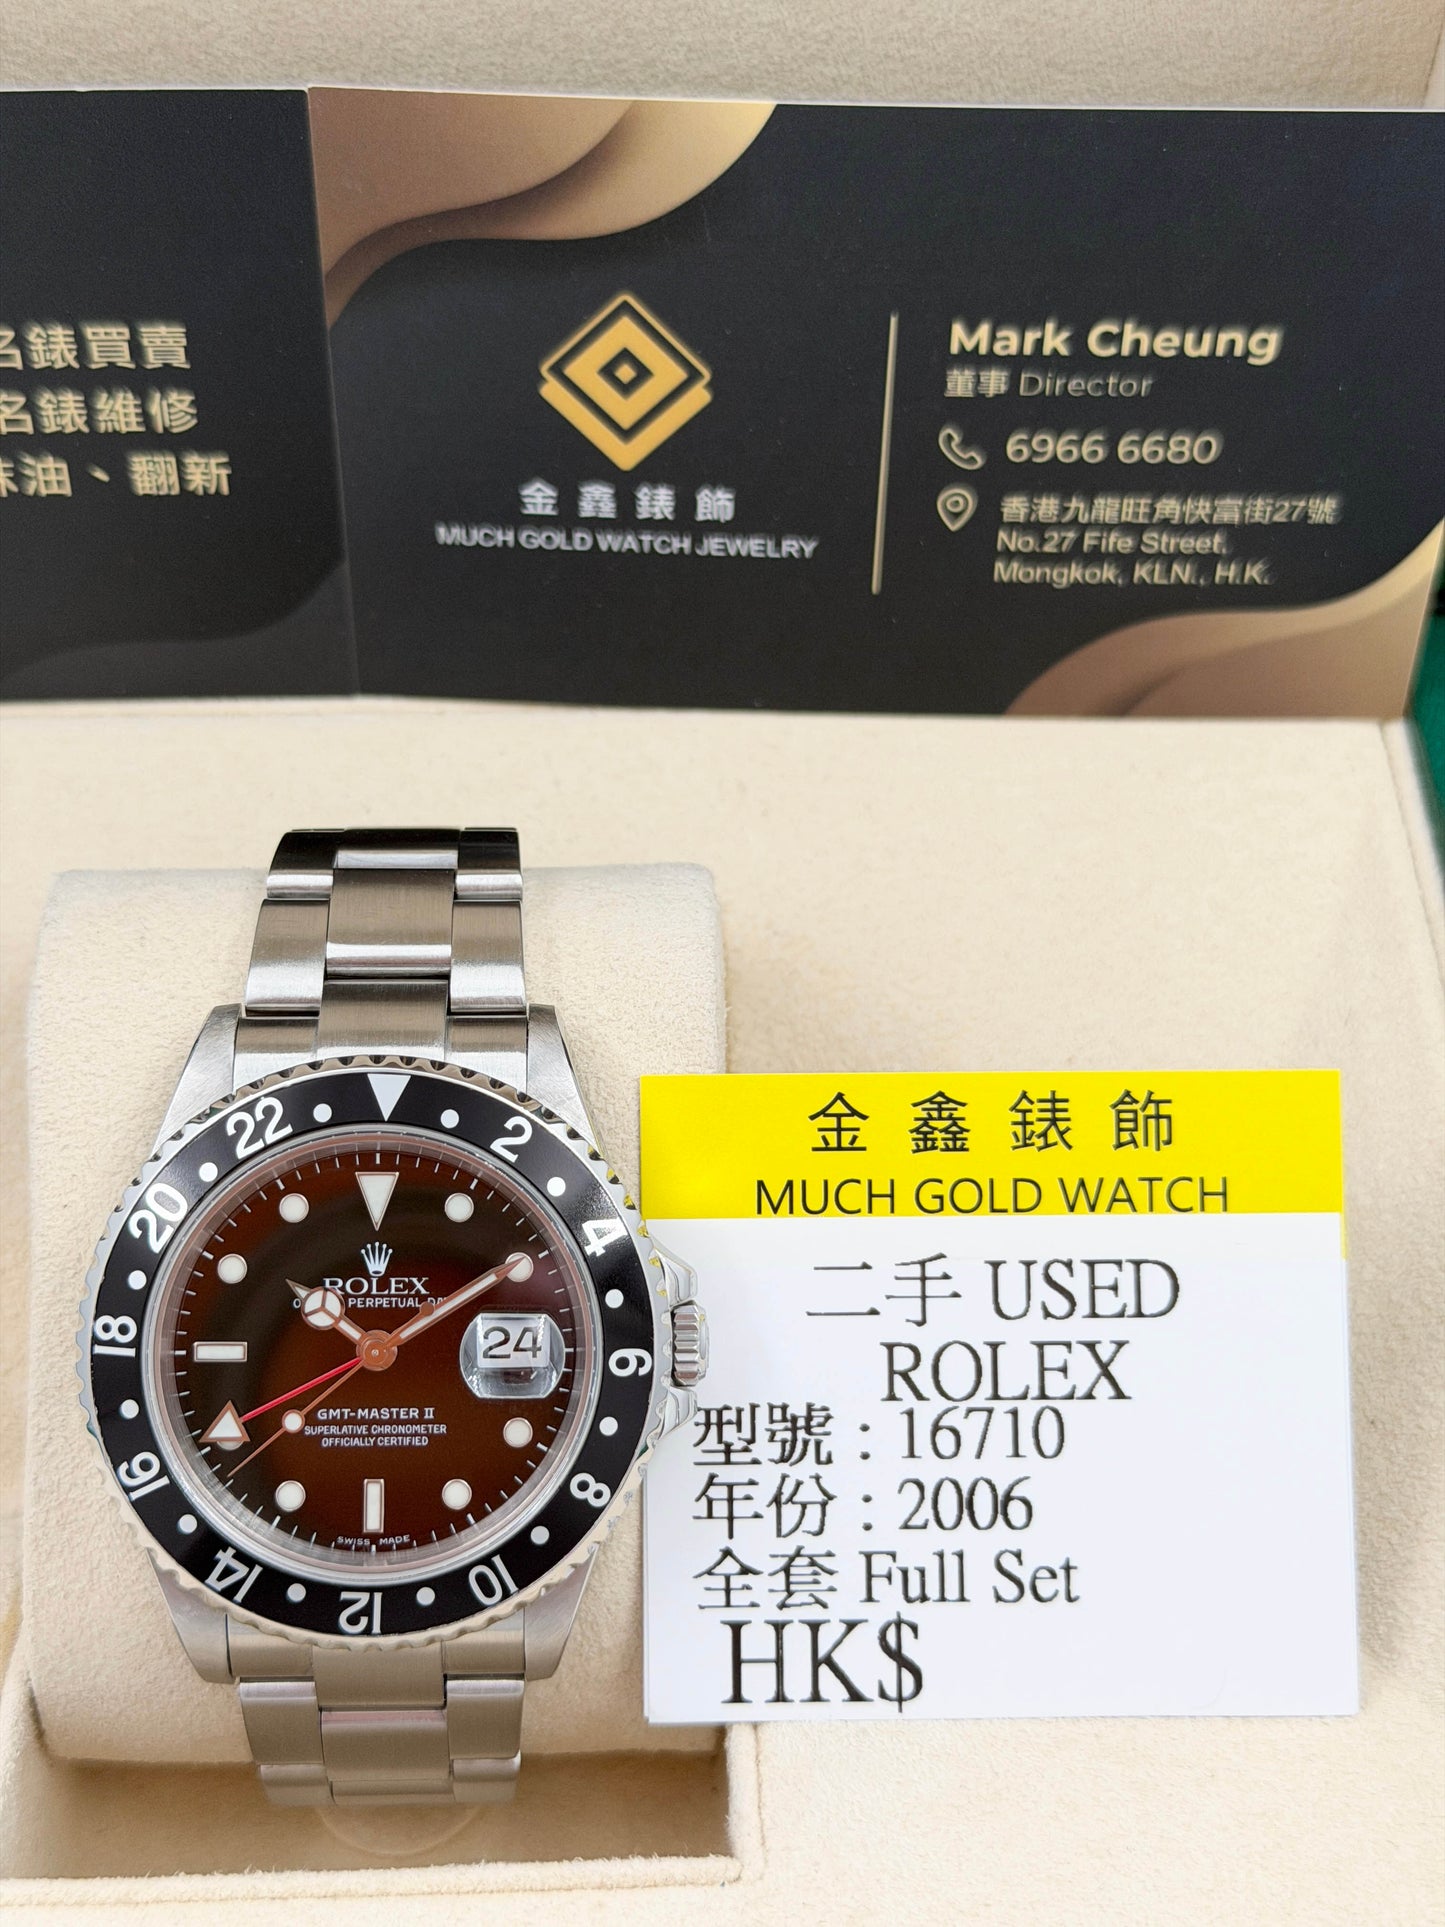 名錶買賣
名錶維修
抹油、翻新
金鑫錶飾
MUCH GOLD WATCH JEWELRY
Mark Cheung
董事 Director
6966 6680
香港九龍旺角快富街27號
No.27 Fife Street,
Mongkok, KLN., H.K.
金鑫錶飾
MUCH GOLD WATCH
二手 USED
ROLEX
型號：16710
年份：2006
全套 Full Set
HK$
22
2
20
4
18
6
16
8
14
12
10
ROLEX
PERPETUAL
24
GMT-MASTER II
SUPERLATIVE CHRONOMETER
OFFICIALLY CERTIFIED
SWISS MADE